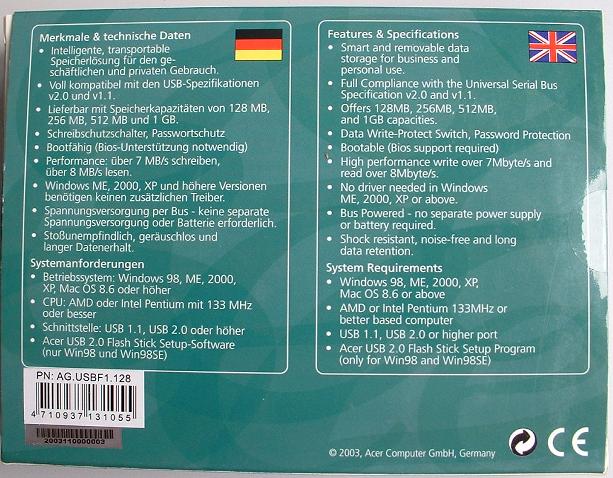 Merkmale & technische Daten
• Intelligente, transportable
Speicherlösung für den ge-
schäftlichen und privaten Gebrauch.
• Voll kompatibel mit den USB-Spezifikationen
v2.0 und v1.1.
• Lieferbar mit Speicherkapazitäten von 128 MB,
256 MB, 512 MB und 1 GB.
• Schreibschutzschalter, Passwortschutz
• Bootfähig (Bios-Unterstützung notwendig)
• Performance: über 7 MB/s schreiben,
über 8 MB/s lesen.
• Windows ME, 2000, XP und höhere Versionen
benötigen keinen zusätzlichen Treiber.
• Spannungsversorgung per Bus - keine separate
Spannungsversorgung oder Batterie erforderlich.
• Stoßunempfindlich, geräuschlos und
langer Datenerhalt.
Systemanforderungen
• Betriebssystem: Windows 98, ME, 2000,
XP, Mac OS 8.6 oder höher
• CPU: AMD oder Intel Pentium mit 133 MHz
oder besser
• Schnittstelle: USB 1.1, USB 2.0 oder höher
• Acer USB 2.0 Flash Stick Setup-Software
(nur Win98 und Win98SE)
PN: AG.USBF1.128
4 710937 131055
2003110000003
Features & Specifications
• Smart and removable data
storage for business and
personal use.
• Full Compliance with the Universal Serial Bus
Specification v2.0 and v1.1.
• Offers 128MB, 256MB, 512MB,
and 1GB capacities.
• Data Write-Protect Switch, Password Protection
• Bootable (Bios support required)
• High performance write over 7Mbyte/s and
read over 8Mbyte/s.
• No driver needed in Windows
ME, 2000, XP or above.
• Bus Powered - no separate power supply
or battery required.
• Shock resistant, noise-free and long
data retention.
System Requirements
• Windows 98, ME, 2000, XP,
Mac OS 8.6 or above
• AMD or Intel Pentium 133MHz or
better based computer
• USB 1.1, USB 2.0 or higher port
• Acer USB 2.0 Flash Stick Setup Program
(only for Win98 and Win98SE)
© 2003, Acer Computer GmbH, Germany
CE